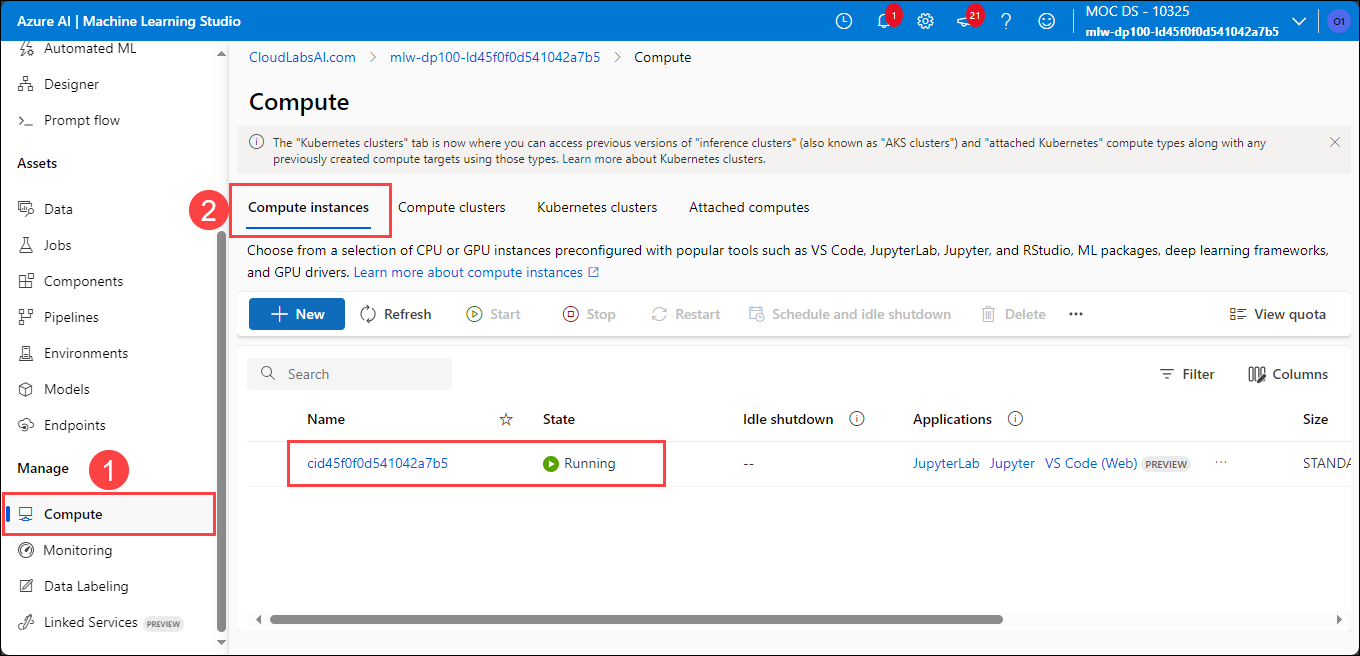 Azure AI | Machine Learning Studio
1
21
MOC DS - 10325
mlw-dp100-ld45f0f0d541042a7b5
01
Automated ML
Designer
Prompt flow
Assets
Data
Jobs
Components
Pipelines
Environments
Models
Endpoints
Manage
1
Compute
Monitoring
Data Labeling
Linked Services PREVIEW
CloudLabsAI.com > mlw-dp100-ld45f0f0d541042a7b5 > Compute
Compute
The "Kubernetes clusters" tab is now where you can access previous versions of "inference clusters" (also known as "AKS clusters") and "attached Kubernetes" compute types along with any
previously created compute targets using those types. Learn more about Kubernetes clusters.
2
Compute instances Compute clusters Kubernetes clusters Attached computes
Choose from a selection of CPU or GPU instances preconfigured with popular tools such as VS Code, JupyterLab, Jupyter, and RStudio, ML packages, deep learning frameworks,
and GPU drivers. Learn more about compute instances
New Refresh Start Stop Restart Schedule and idle shutdown Delete ... View quota
Search Filter Columns
Name State Idle shutdown Applications Size
cid45f0f0d541042a7b5 Running -- JupyterLab Jupyter VS Code (Web) PREVIEW ... STANDA